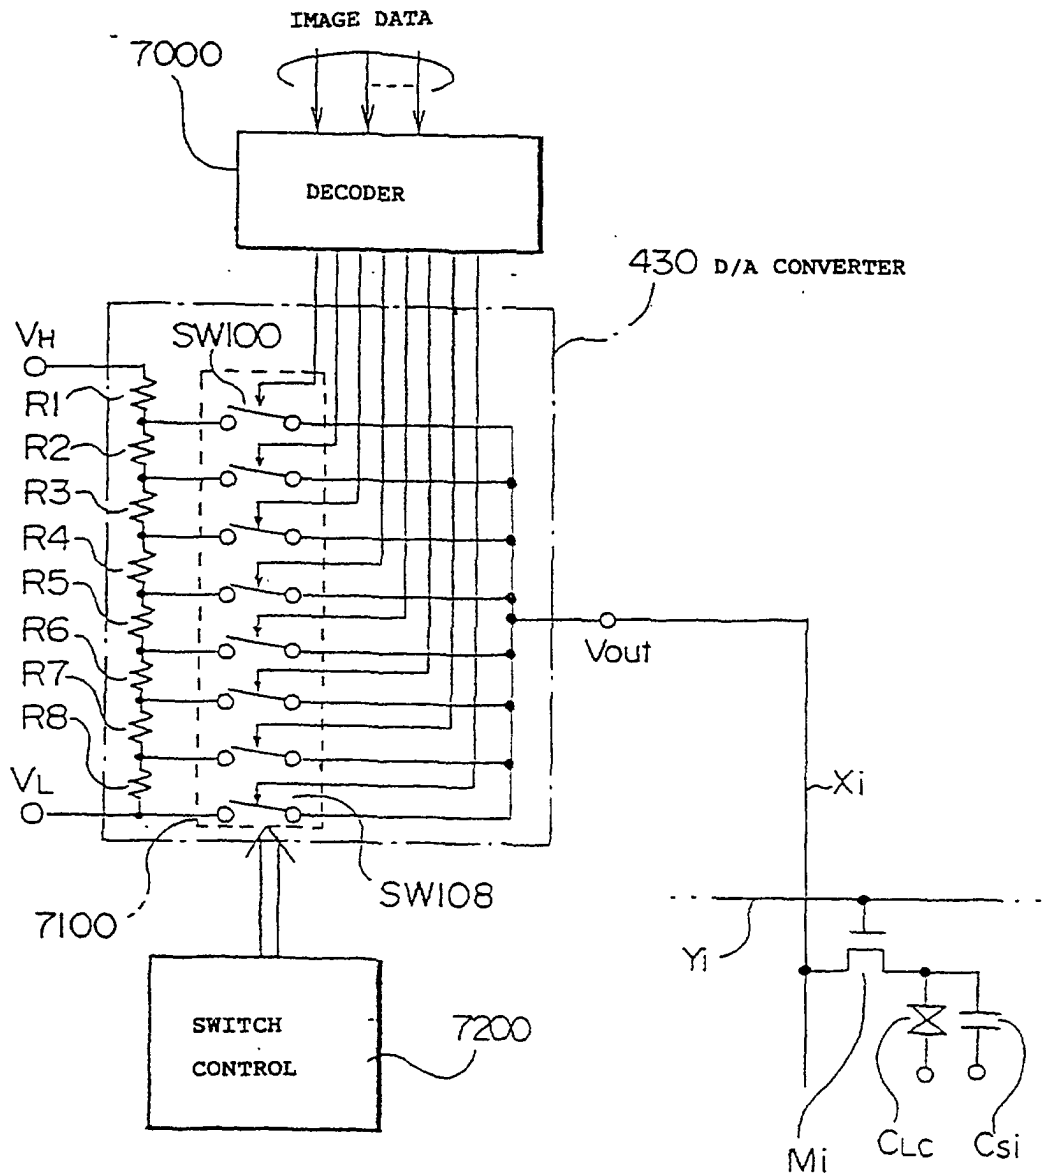 IMAGE DATA
7000
DECODER
430 D/A CONVERTER
SW100
VH
R1
R2
R3
R4
R5
R6
R7
R8
VL
Vout
Xi
SW108
7100
Yi
SWITCH
CONTROL
7200
Mi
CLC
Csi